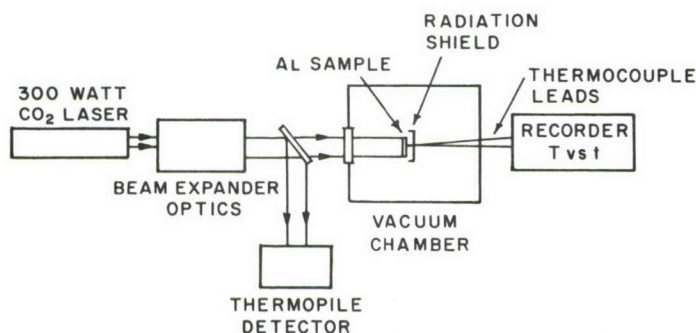 RADIATION
SHIELD
AL SAMPLE
THERMOCOUPLE
LEADS
300 WATT
CO₂ LASER
RECORDER
T vs t
BEAM EXPANDER
OPTICS
VACUUM
CHAMBER
THERMOPILE
DETECTOR